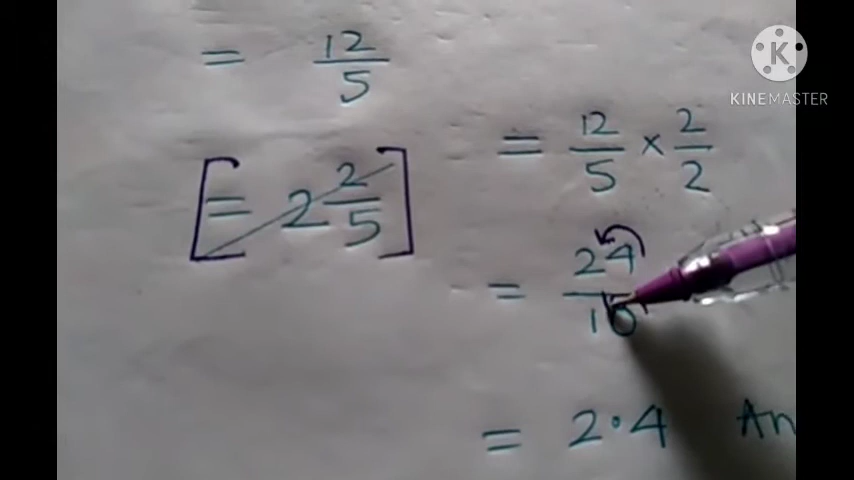 = 12/5
[= 2 2/5]
= 12/5 × 2/2
= 24/10
= 2.4
K
KINEMASTER